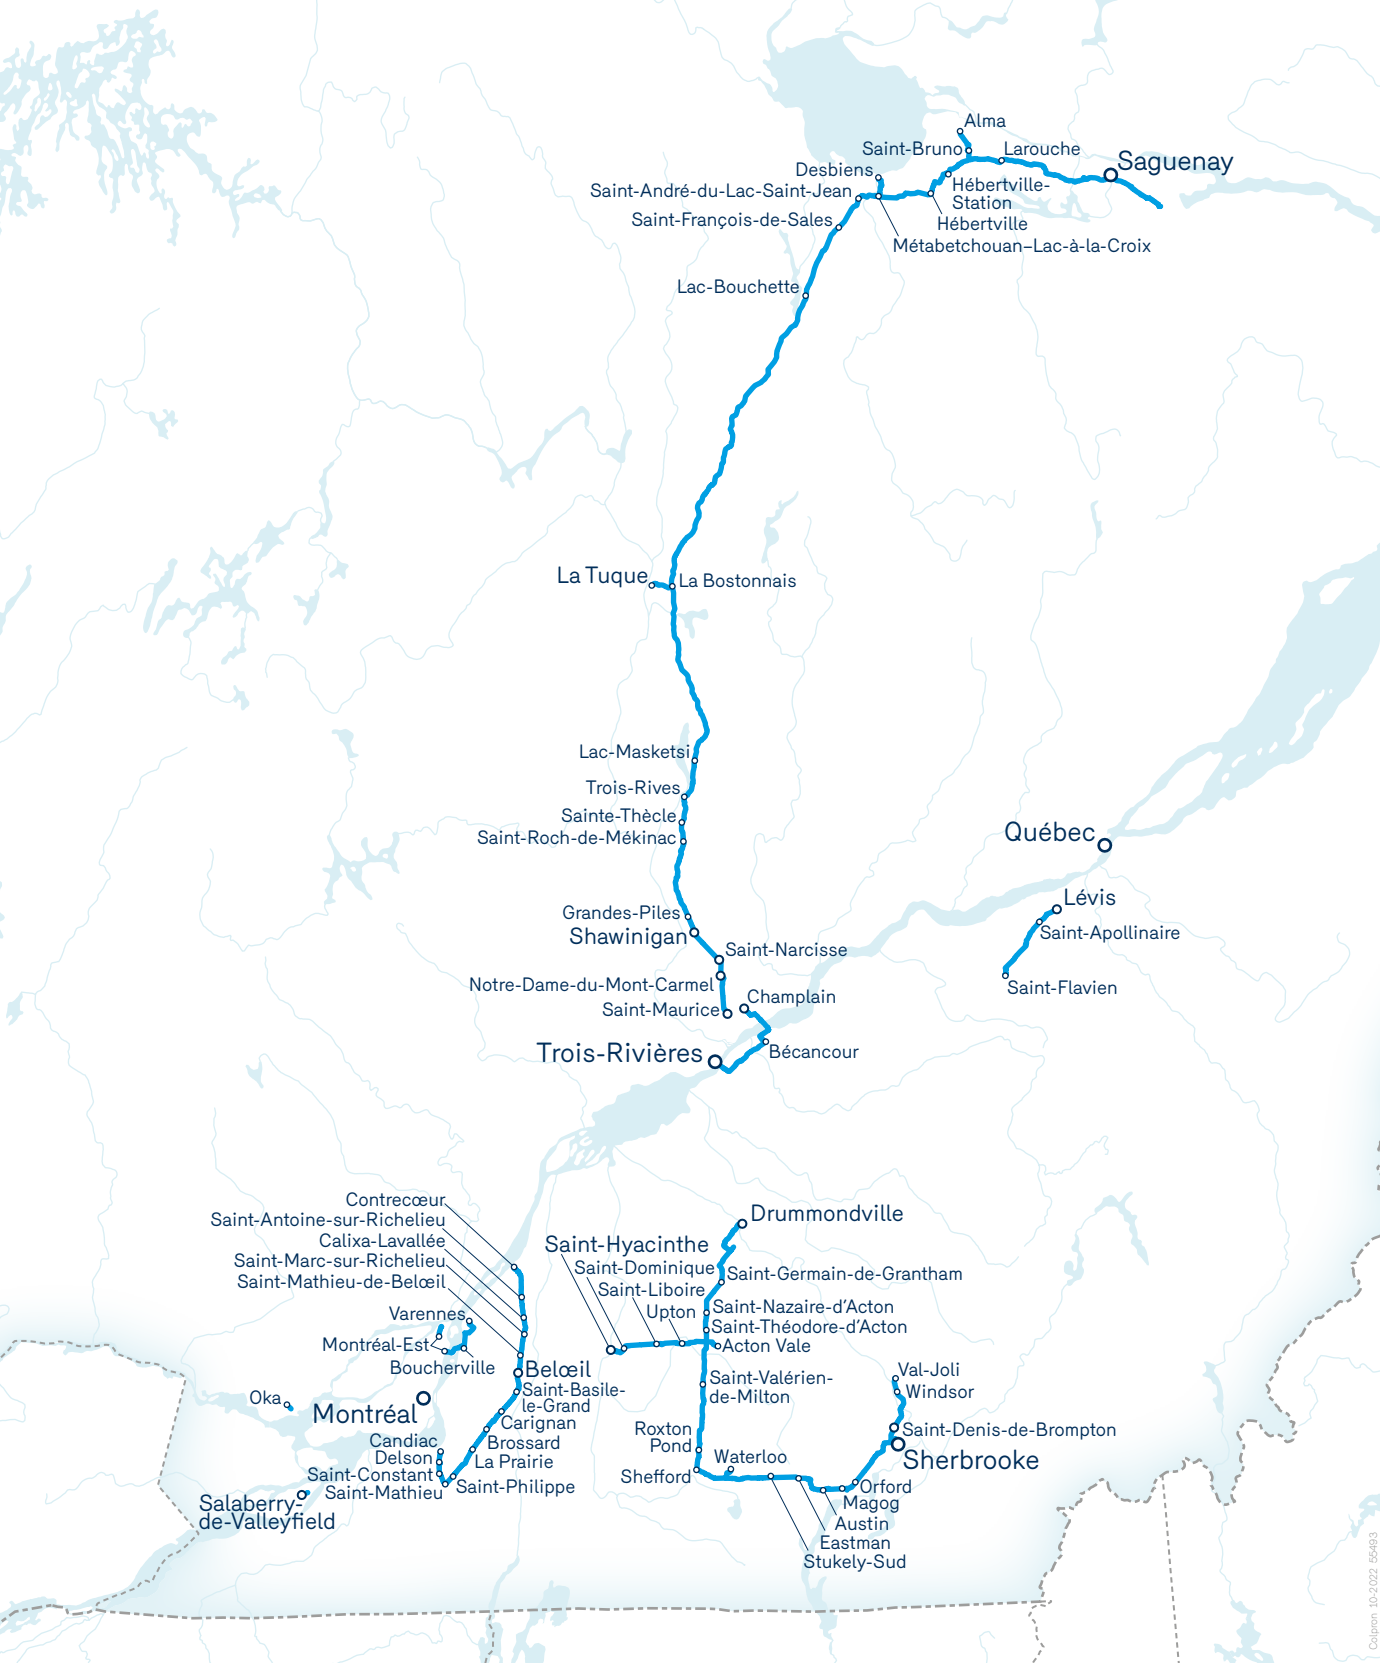 Alma
Saint-Bruno
Larouche
Saguenay
Desbiens
Saint-André-du-Lac-Saint-Jean
Hébertville-
Station
Saint-François-de-Sales
Hébertville
Métabetchouan–Lac-à-la-Croix
Lac-Bouchette
La Tuque
La Bostonnais
Lac-Masketsi
Trois-Rives
Sainte-Thècle
Saint-Roch-de-Mékinac
Québec
Lévis
Grandes-Piles
Saint-Apollinaire
Shawinigan
Saint-Narcisse
Notre-Dame-du-Mont-Carmel
Saint-Flavien
Champlain
Saint-Maurice
Trois-Rivières
Bécancour
Contrecœur
Saint-Antoine-sur-Richelieu
Calixa-Lavallée
Saint-Marc-sur-Richelieu
Saint-Mathieu-de-Belœil
Drummondville
Saint-Hyacinthe
Saint-Dominique
Saint-Germain-de-Grantham
Saint-Liboire
Upton
Saint-Nazaire-d'Acton
Saint-Théodore-d'Acton
Acton Vale
Varennes
Montréal-Est
Boucherville
Belœil
Saint-Valérien-
de-Milton
Val-Joli
Windsor
Saint-Basile-
le-Grand
Oka
Montréal
Carignan
Saint-Denis-de-Brompton
Roxton
Pond
Candiac
Brossard
Delson
La Prairie
Waterloo
Sherbrooke
Saint-Constant
Shefford
Saint-Mathieu
Saint-Philippe
Orford
Magog
Salaberry-
de-Valleyfield
Austin
Eastman
Stukely-Sud
Colpron 10-2022 55493